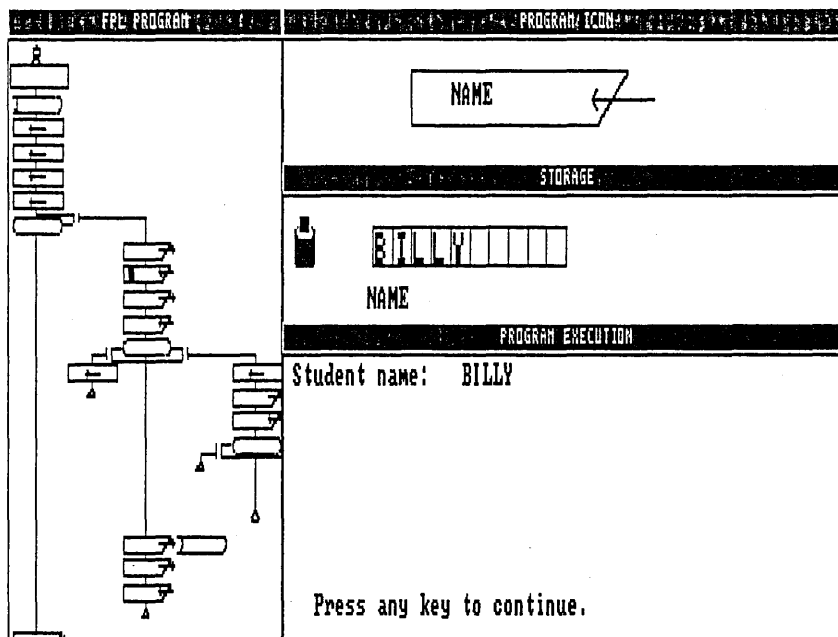 FPL PROGRAM
PROGRAM ICON
NAME
STORAGE
BILLY
NAME
PROGRAM EXECUTION
Student name: BILLY
Press any key to continue.